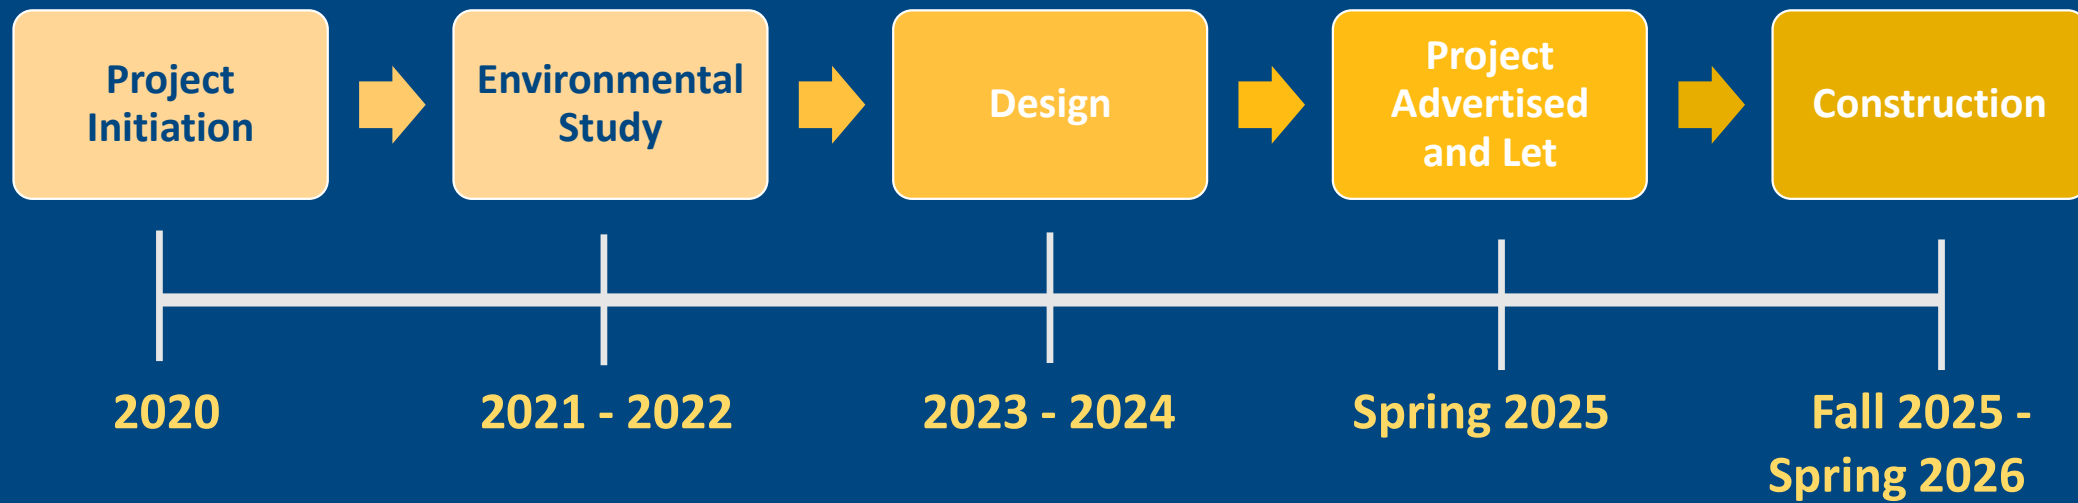 Project
Initiation
Environmental
Study
Design
Project
Advertised
and Let
Construction
2020
2021 - 2022
2023 - 2024
Spring 2025
Fall 2025 -
Spring 2026